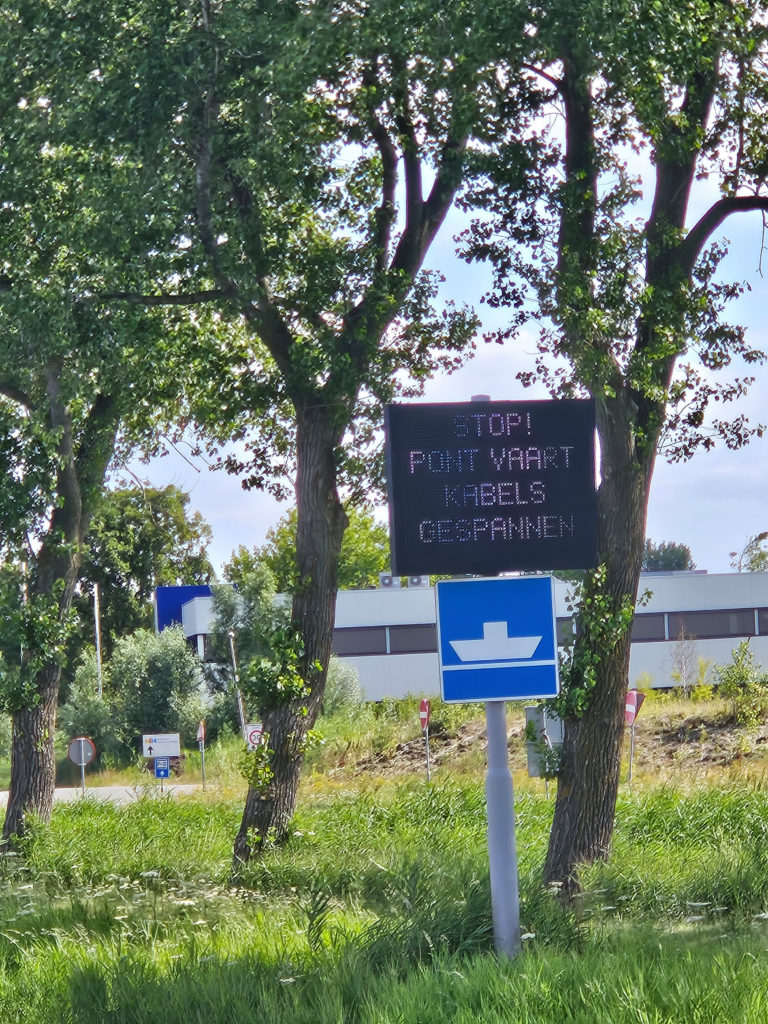 STOP!
PONT VAART
KABELS
GESPANNEN